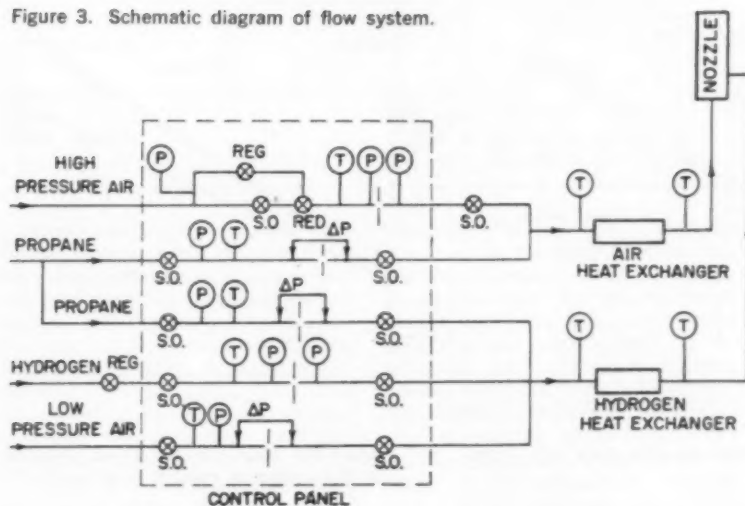 Figure 3. Schematic diagram of flow system.
NOZZLE
HIGH
PRESSURE AIR
P
REG
T
P
P
S.O
RED
S.O.
T
T
AIR
HEAT EXCHANGER
PROPANE
S.O.
P
T
ΔP
S.O.
PROPANE
S.O.
P
T
ΔP
S.O.
HYDROGEN REG
S.O.
T
P
P
S.O.
T
T
HYDROGEN
HEAT EXCHANGER
LOW
PRESSURE AIR
S.O.
T
P
ΔP
S.O.
CONTROL PANEL